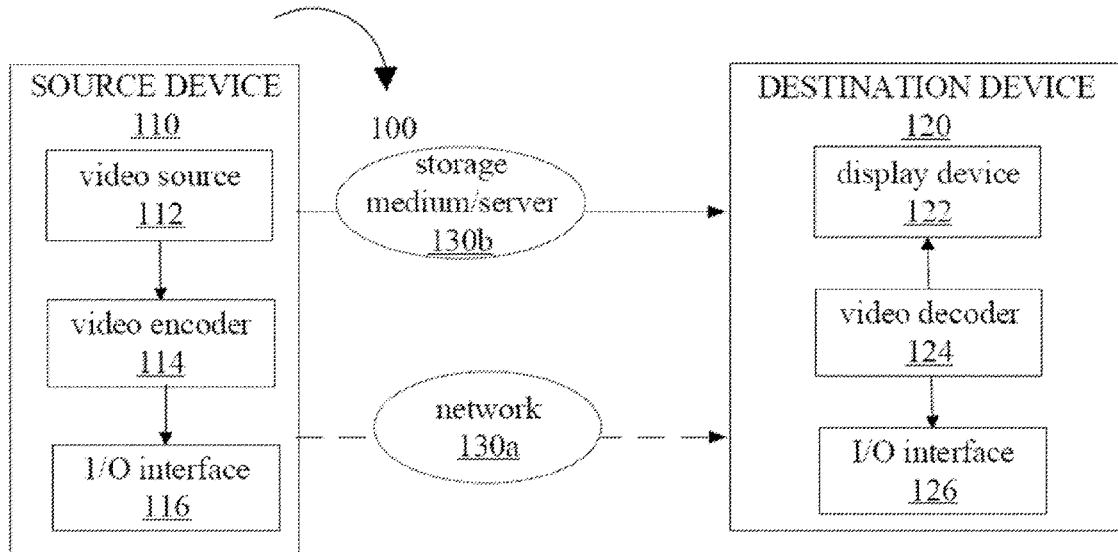 SOURCE DEVICE
110
video source
112
video encoder
114
I/O interface
116
100
storage
medium/server
130b
network
130a
DESTINATION DEVICE
120
display device
122
video decoder
124
I/O interface
126